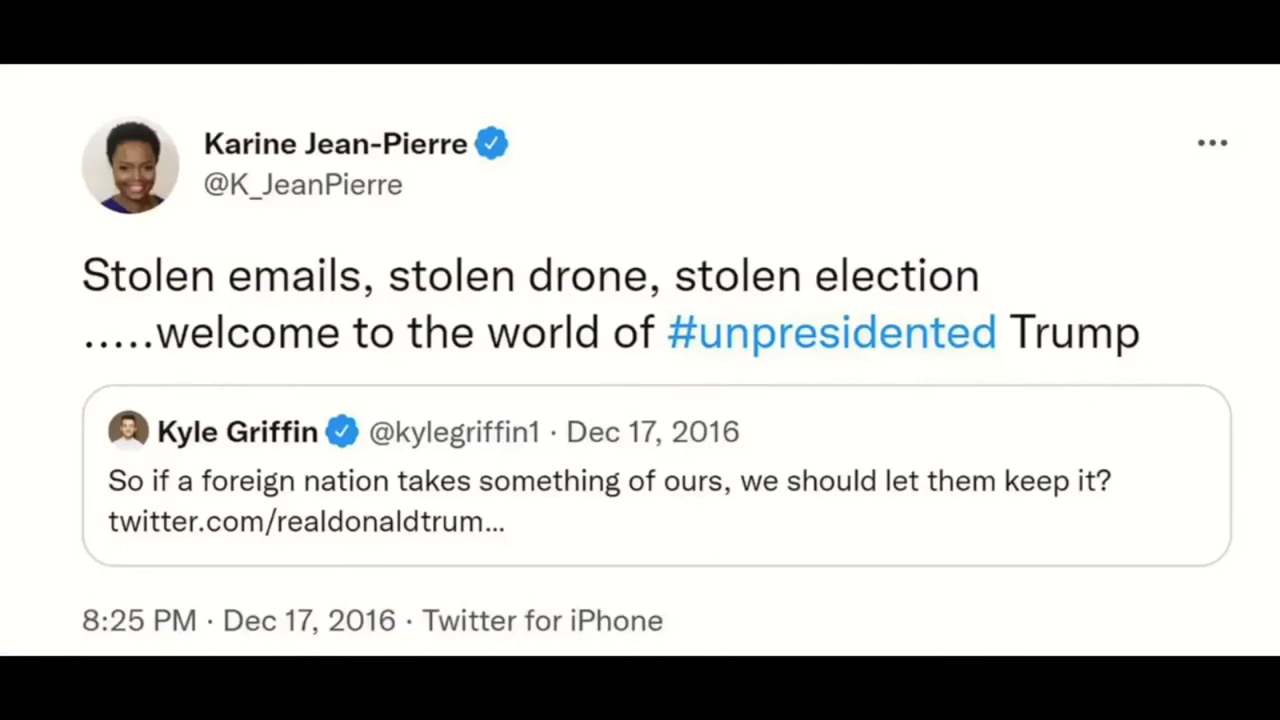 Karine Jean-Pierre
@K_JeanPierre
Stolen emails, stolen drone, stolen election
.....welcome to the world of #unpresidented Trump
Kyle Griffin @kylegriffin1 · Dec 17, 2016
So if a foreign nation takes something of ours, we should let them keep it?
twitter.com/realdonaldtrum...
8:25 PM · Dec 17, 2016 · Twitter for iPhone